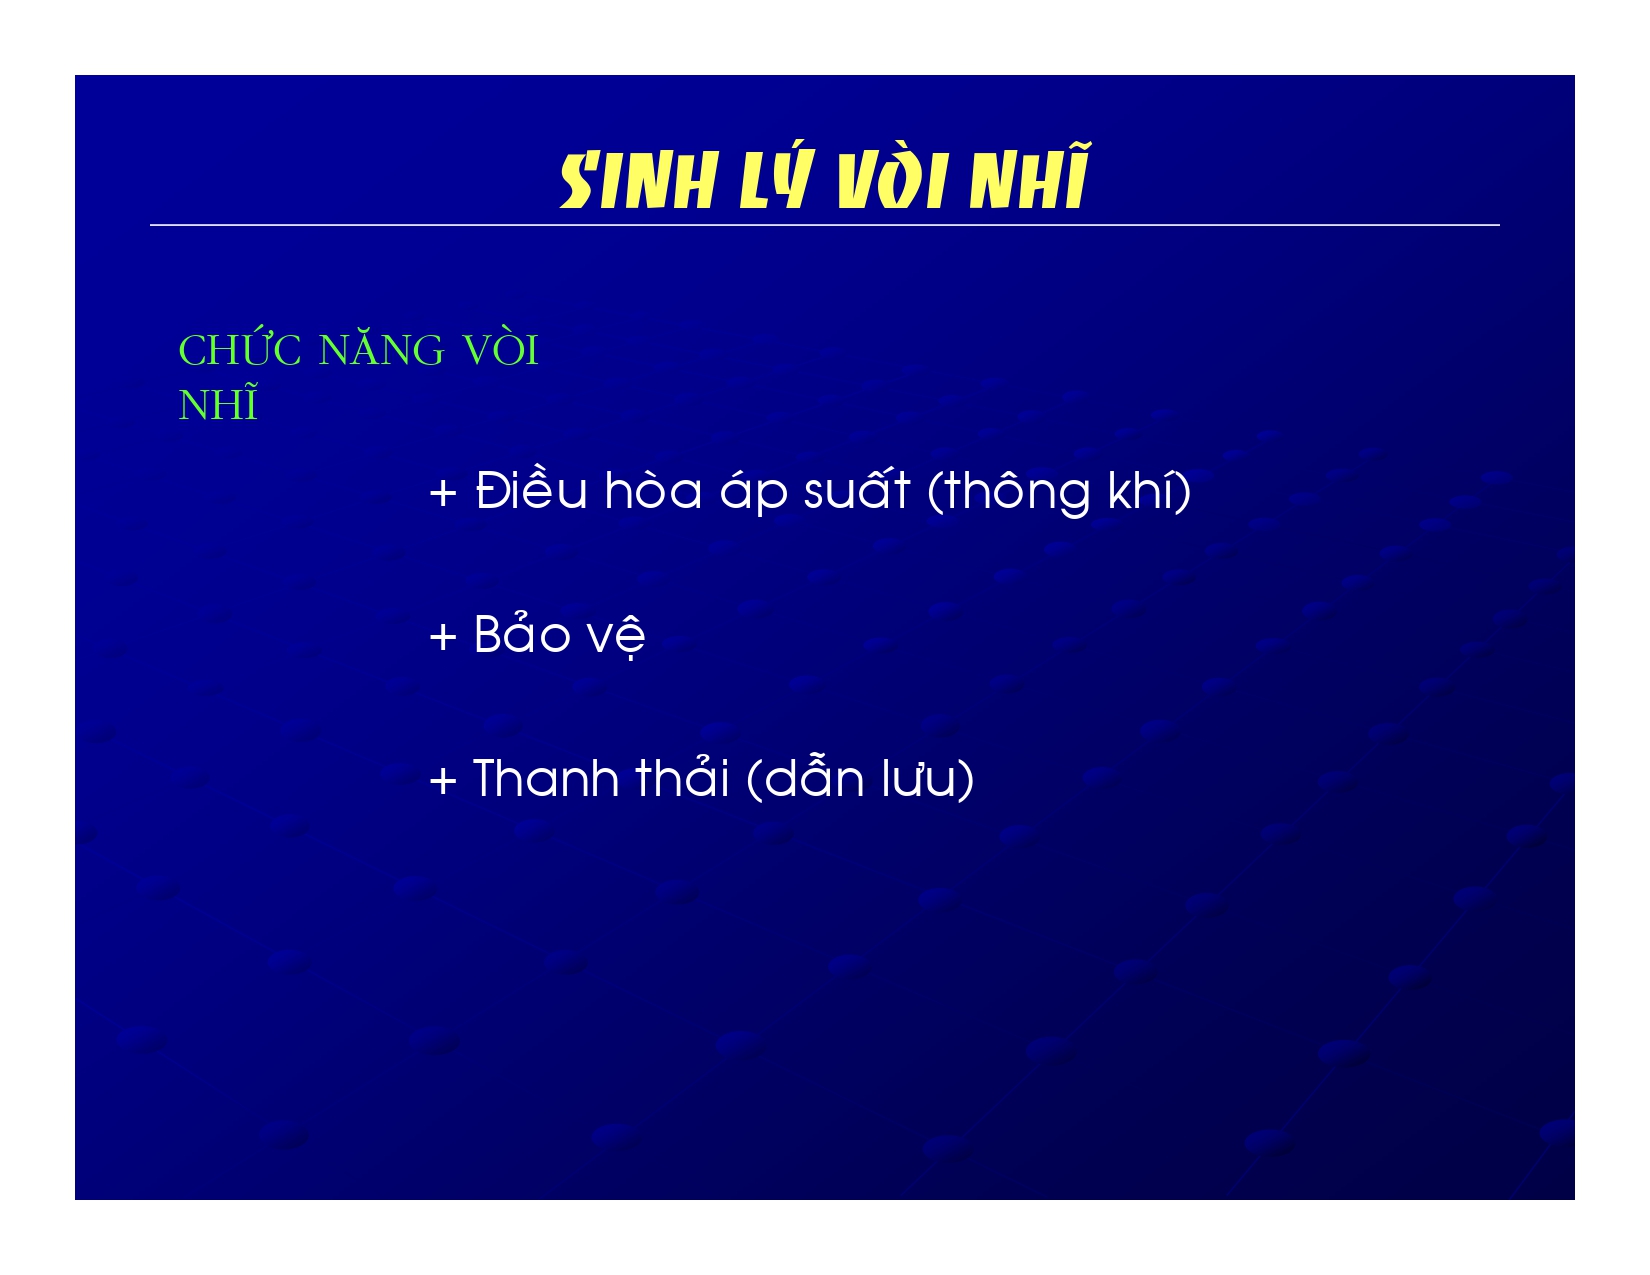 SINH LÝ VÒI NHĨ
CHỨC NĂNG VÒI
NHĨ
+ Điều hòa áp suất (thông khí)
+ Bảo vệ
+ Thanh thải (dẫn lưu)